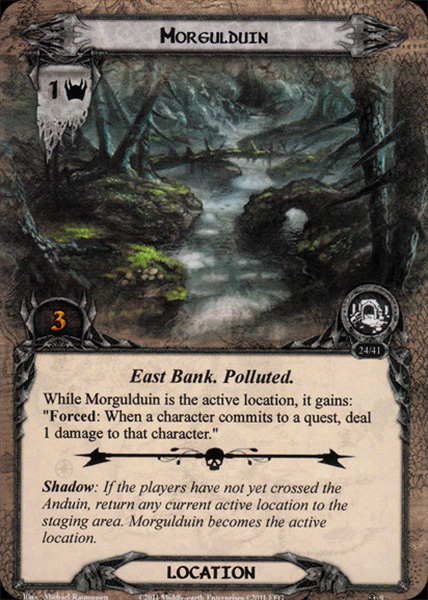 MORGULDUIN
1
3
24/41
East Bank. Polluted.
While Morgulduin is the active location, it gains:
"Forced: When a character commits to a quest, deal
1 damage to that character."
Shadow: If the players have not yet crossed the
Anduin, return any current active location to the
staging area. Morgulduin becomes the active
location.
LOCATION
Illus. Michael Rasmussen ©2011 Middle-earth Enterprises ©2011 FFG